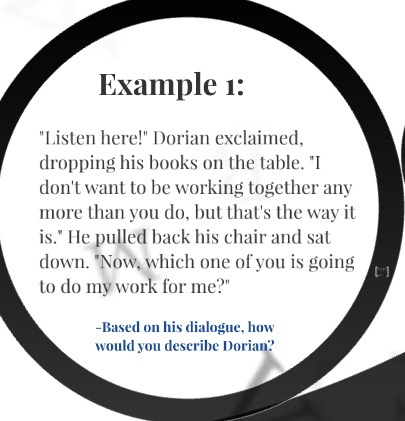 Example 1:
"Listen here!" Dorian exclaimed,
dropping his books on the table. "I
don't want to be working together any
more than you do, but that's the way it
is." He pulled back his chair and sat
down. "Now, which one of you is going
to do my work for me?"
-Based on his dialogue, how
would you describe Dorian?